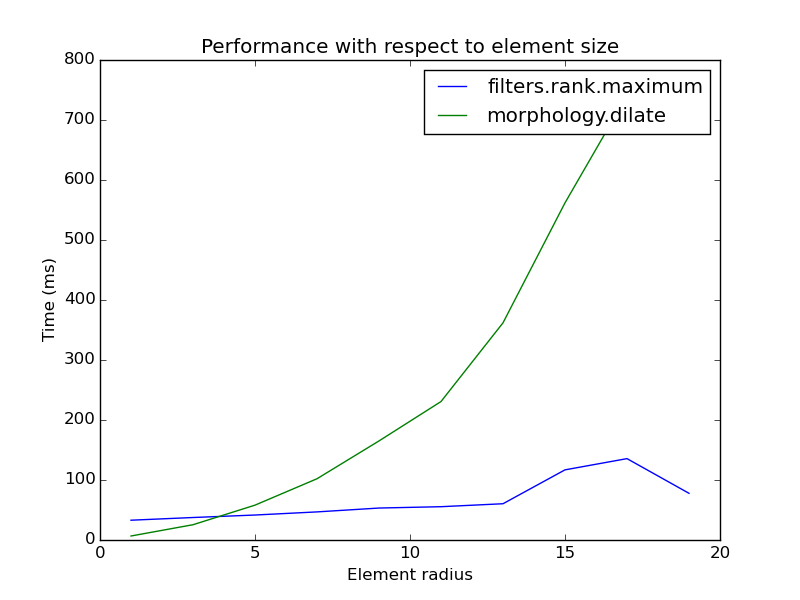 Performance with respect to element size
filters.rank.maximum
morphology.dilate
800
700
600
500
400
300
200
100
0
Time (ms)
0 5 10 15 20
Element radius